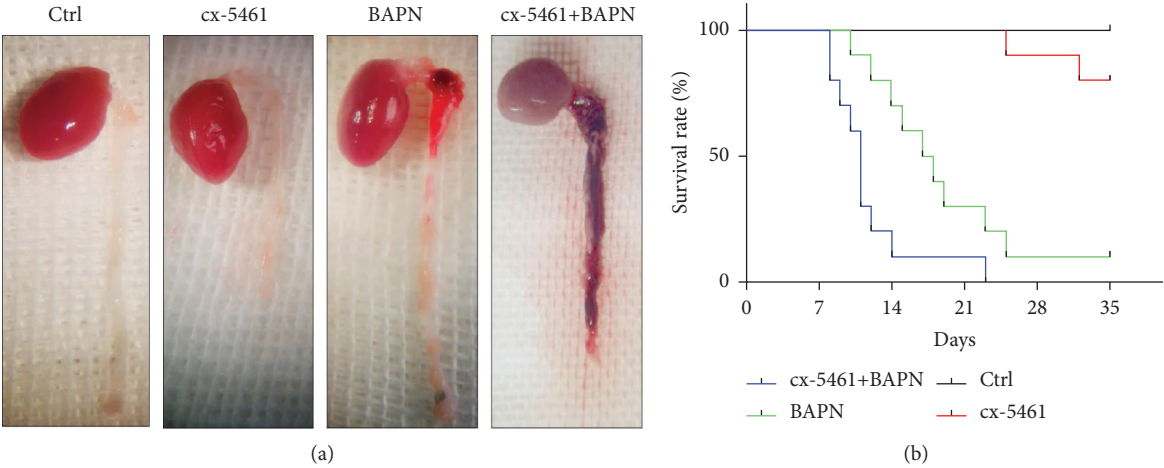 Ctrl
cx-5461
BAPN
cx-5461+BAPN
(a)
Survival rate (%)
100
50
0
0 7 14 21 28 35
Days
cx-5461+BAPN
Ctrl
BAPN
cx-5461
(b)